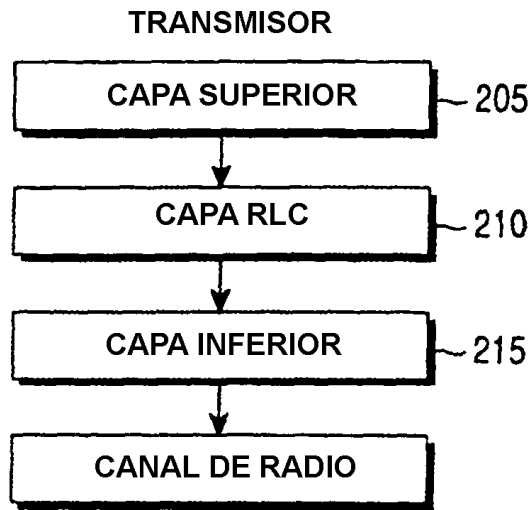 TRANSMISOR
CAPA SUPERIOR
205
CAPA RLC
210
CAPA INFERIOR
215
CANAL DE RADIO